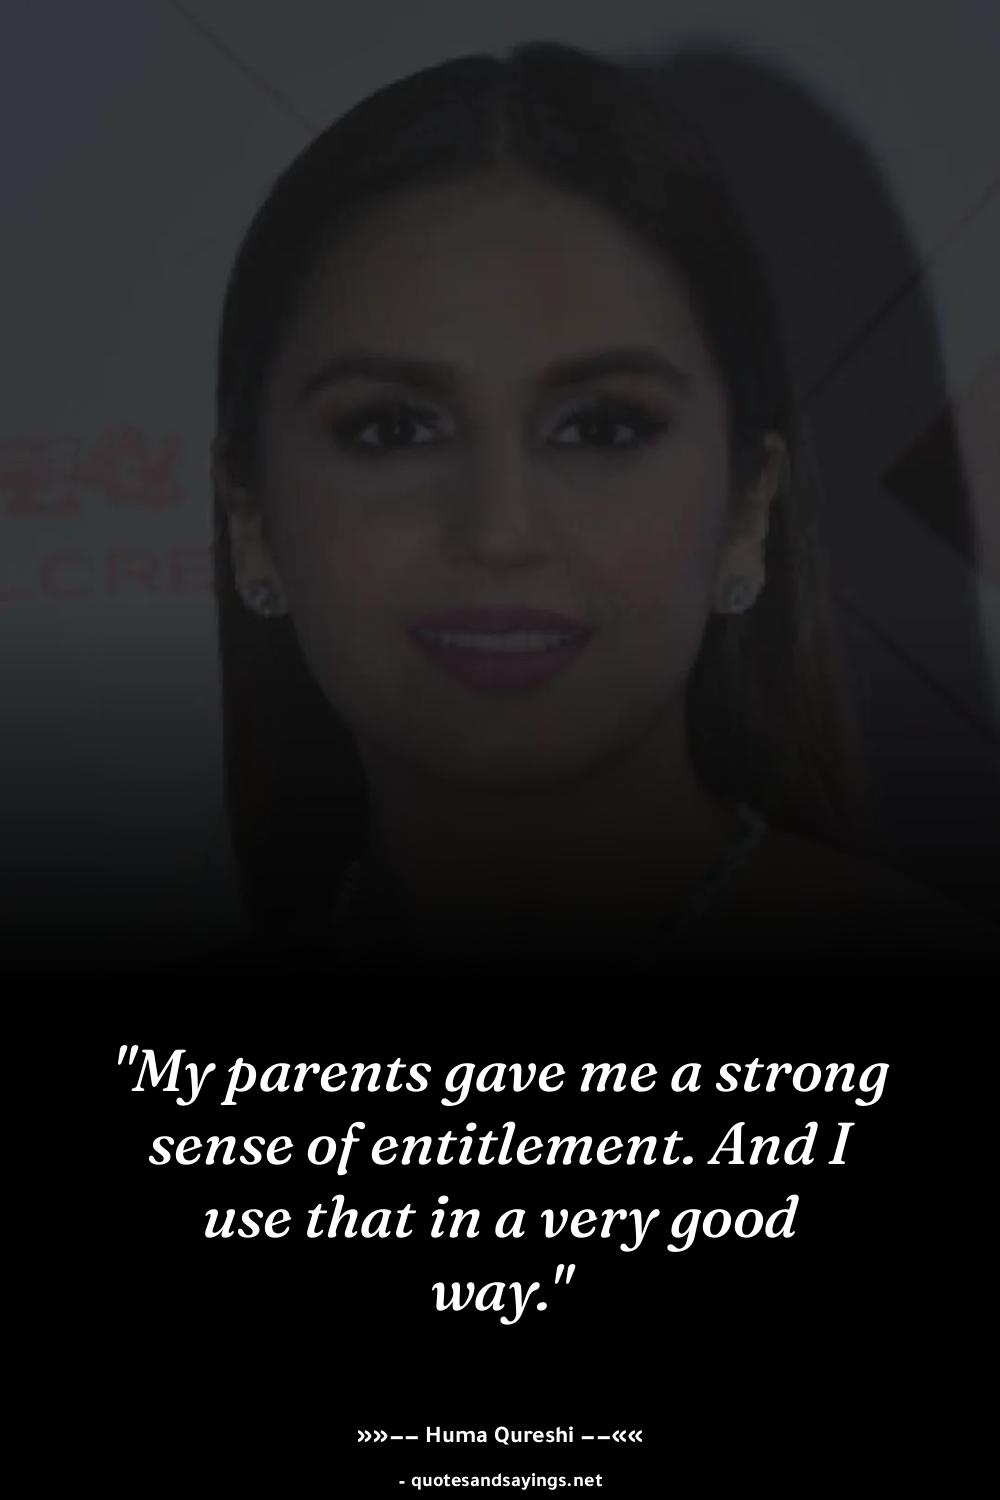 LCRE
"My parents gave me a strong
sense of entitlement. And I
use that in a very good
way."
»»–– Huma Qureshi ––««
- quotesandsayings.net